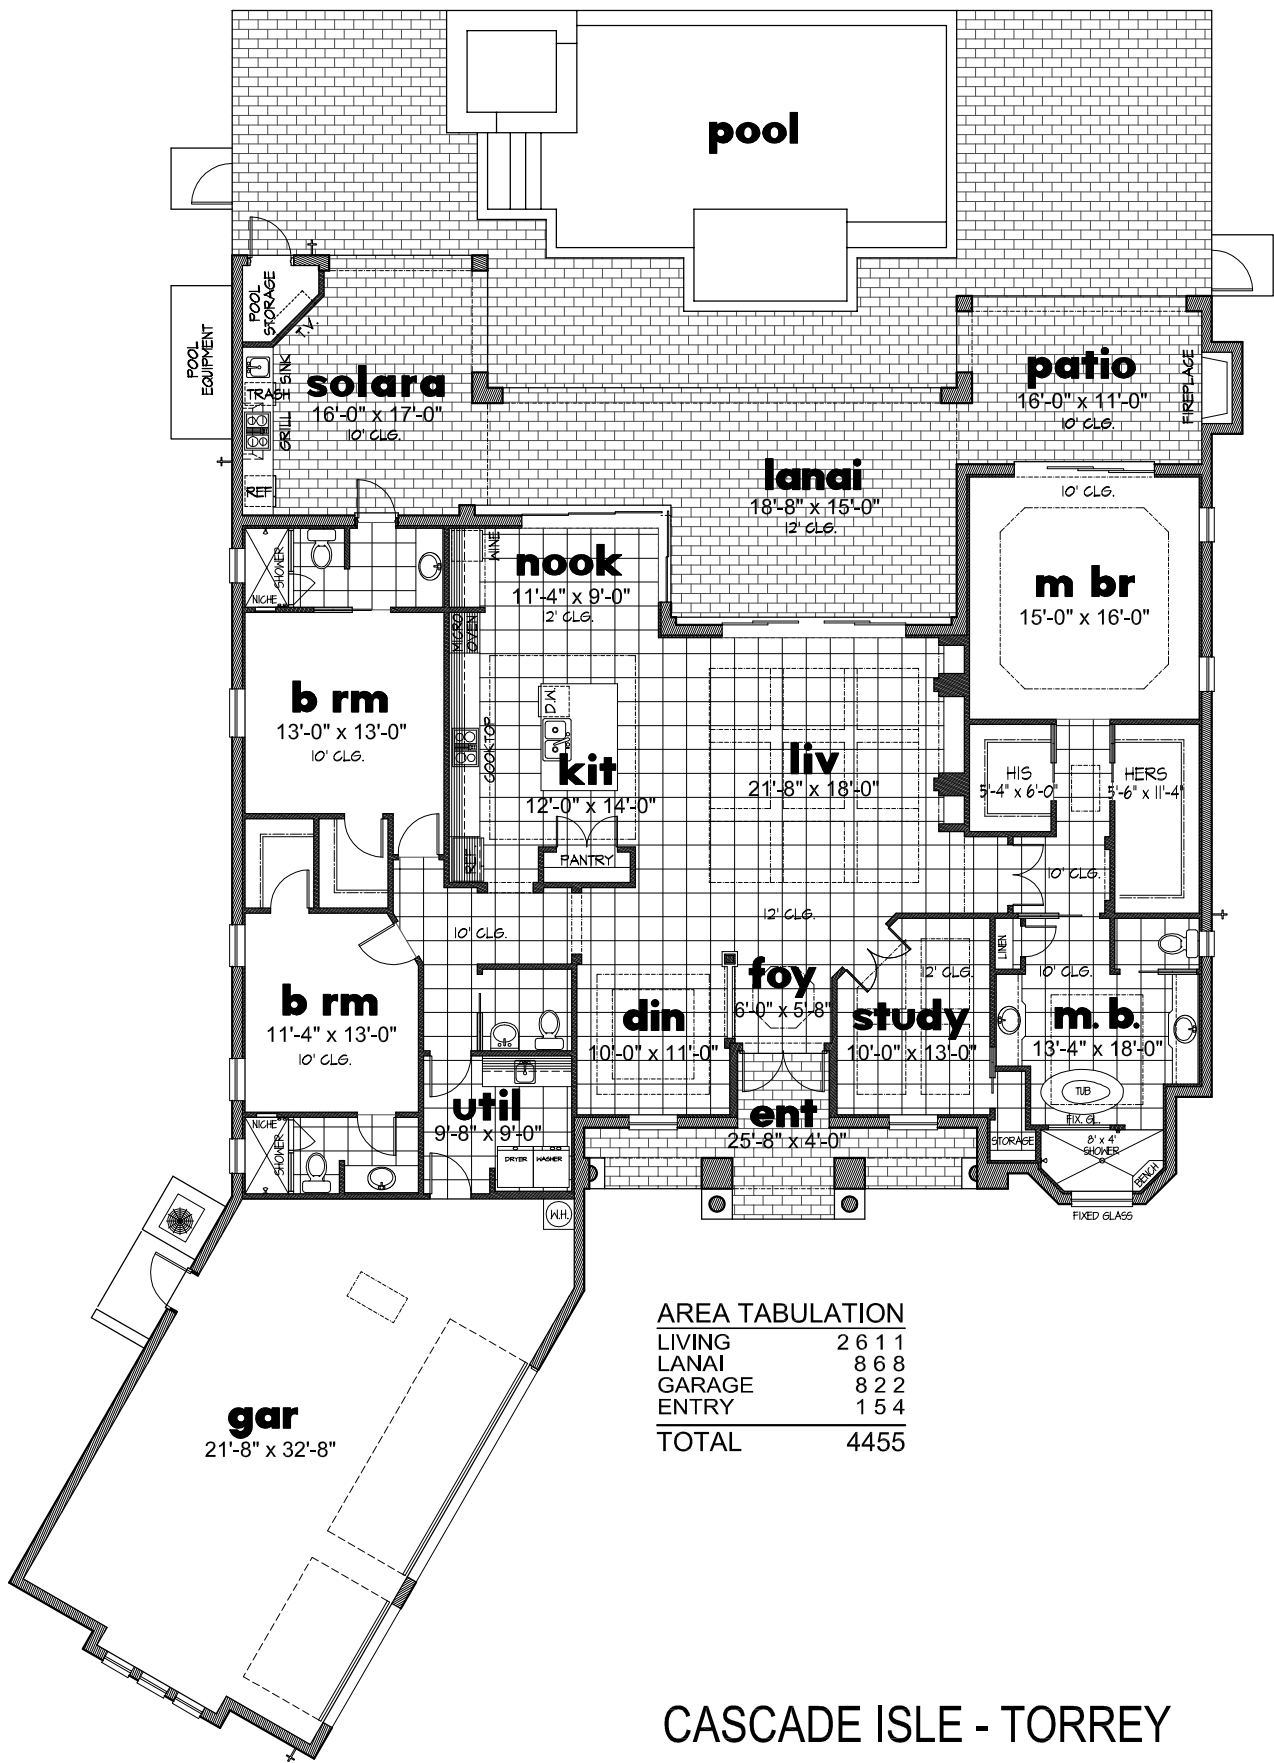 pool
POOL
STORAGE
T.V.
POOL
EQUIPMENT
SINK
TRASH
GRILL
REF
solara
16'-0" x 17'-0"
10' CLG.
patio
16'-0" x 11'-0"
10' CLG.
FIREPLACE
lanai
18'-8" x 15'-0"
12' CLG.
10' CLG.
m br
15'-0" x 16'-0"
SHOWER
NICHE
WINE
nook
11'-4" x 9'-0"
12' CLG.
MICRO
OVEN
b rm
13'-0" x 13'-0"
10' CLG.
D.W.
COOKTOP
kit
12'-0" x 14'-0"
liv
21'-8" x 18'-0"
HIS
5'-4" x 6'-0"
HERS
5'-6" x 11'-4"
REF
PANTRY
10' CLG.
12' CLG.
10' CLG.
LINEN
b rm
11'-4" x 13'-0"
10' CLG.
din
10'-0" x 11'-0"
foy
6'-0" x 5'-8"
12' CLG.
study
10'-0" x 13'-0"
10' CLG.
m. b.
13'-4" x 18'-0"
TUB
FIX. GL.
util
9'-8" x 9'-0"
DRYER
WASHER
ent
25'-8" x 4'-0"
NICHE
SHOWER
STORAGE
8' x 4'
SHOWER
BENCH
FIXED GLASS
W.H.
gar
21'-8" x 32'-8"
AREA TABULATION
LIVING 2611
LANAI 868
GARAGE 822
ENTRY 154
TOTAL 4455
CASCADE ISLE - TORREY